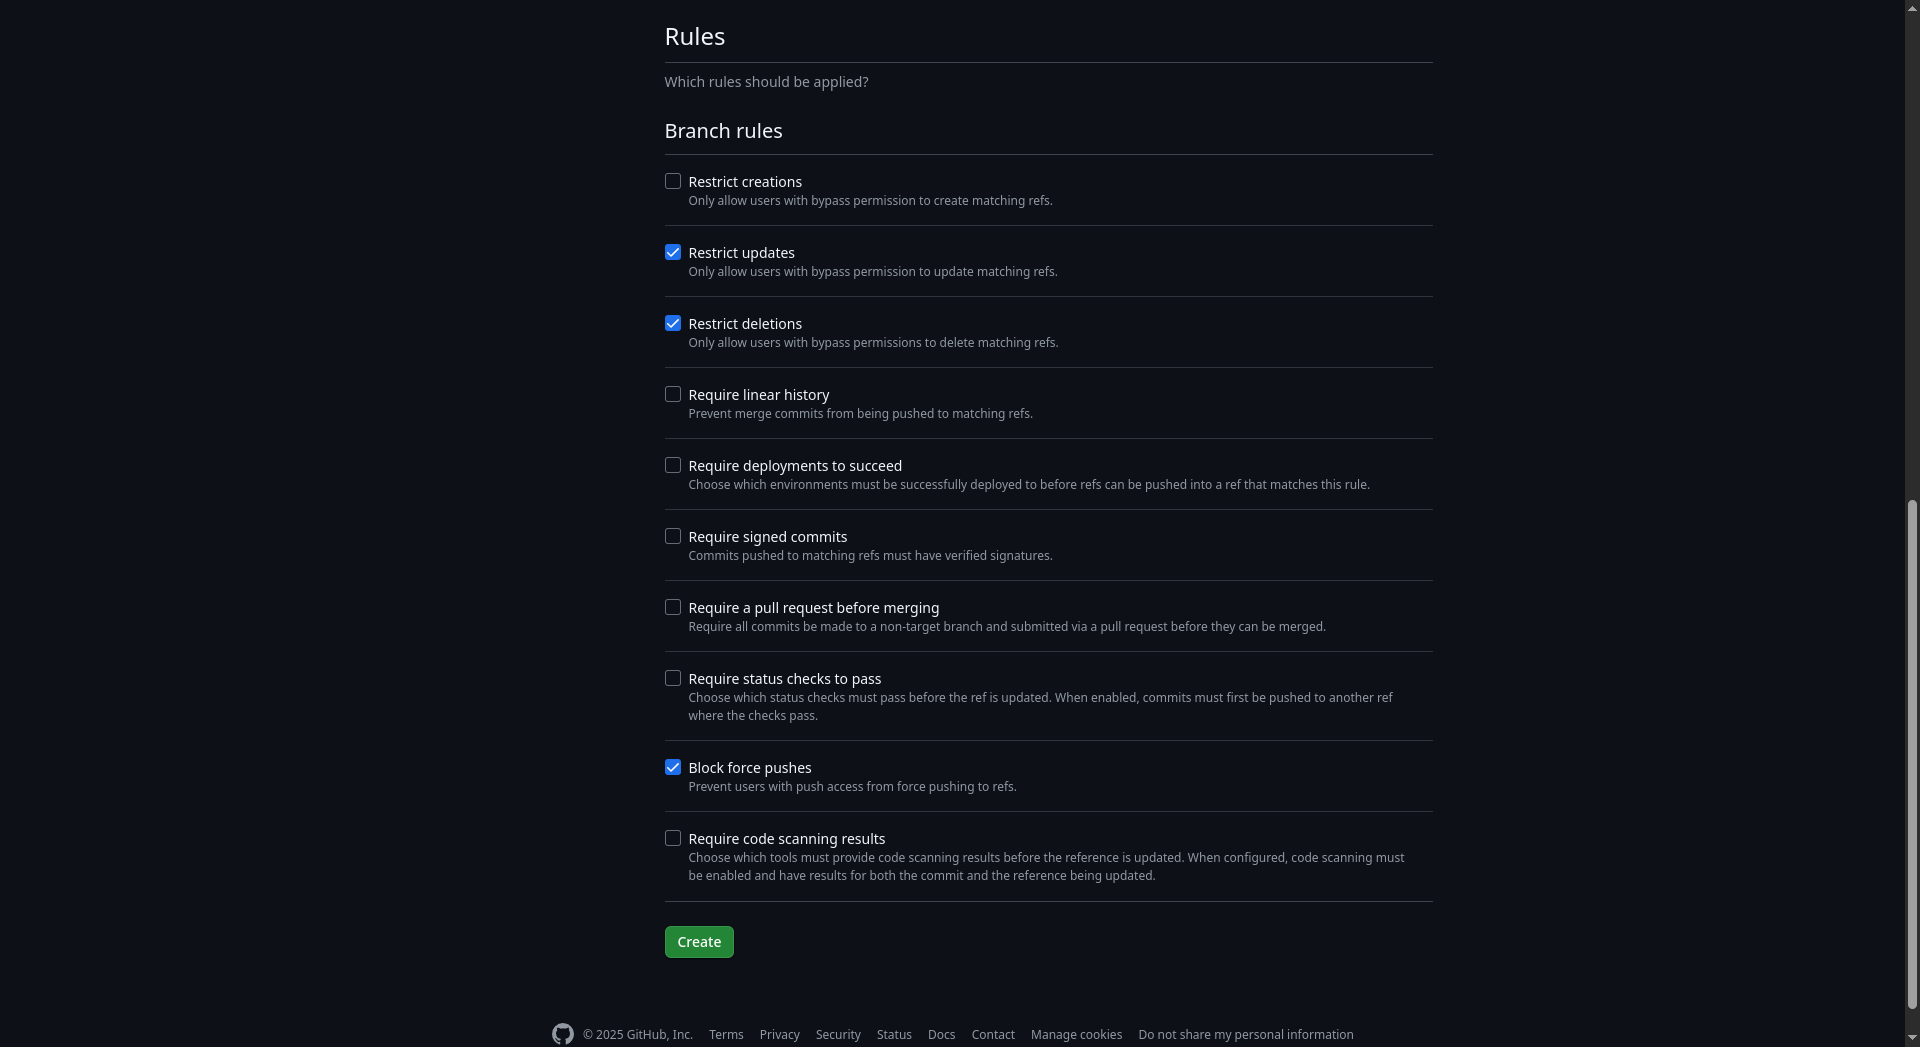 Rules
Which rules should be applied?
Branch rules
Restrict creations
Only allow users with bypass permission to create matching refs.
Restrict updates
Only allow users with bypass permission to update matching refs.
Restrict deletions
Only allow users with bypass permissions to delete matching refs.
Require linear history
Prevent merge commits from being pushed to matching refs.
Require deployments to succeed
Choose which environments must be successfully deployed to before refs can be pushed into a ref that matches this rule.
Require signed commits
Commits pushed to matching refs must have verified signatures.
Require a pull request before merging
Require all commits be made to a non-target branch and submitted via a pull request before they can be merged.
Require status checks to pass
Choose which status checks must pass before the ref is updated. When enabled, commits must first be pushed to another ref
where the checks pass.
Block force pushes
Prevent users with push access from force pushing to refs.
Require code scanning results
Choose which tools must provide code scanning results before the reference is updated. When configured, code scanning must
be enabled and have results for both the commit and the reference being updated.
Create
© 2025 GitHub, Inc. Terms Privacy Security Status Docs Contact Manage cookies Do not share my personal information